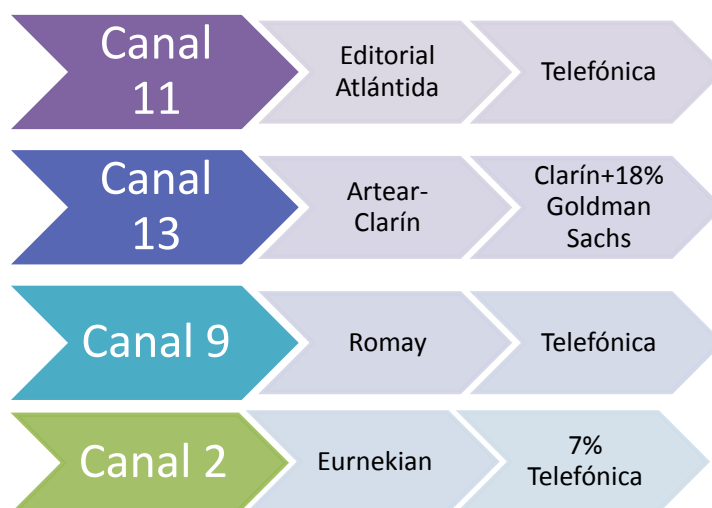 Canal
11
Editorial
Atlántida
Telefónica
Canal
13
Artear-
Clarín
Clarín+18%
Goldman
Sachs
Canal 9
Romay
Telefónica
Canal 2
Eurnekian
7%
Telefónica